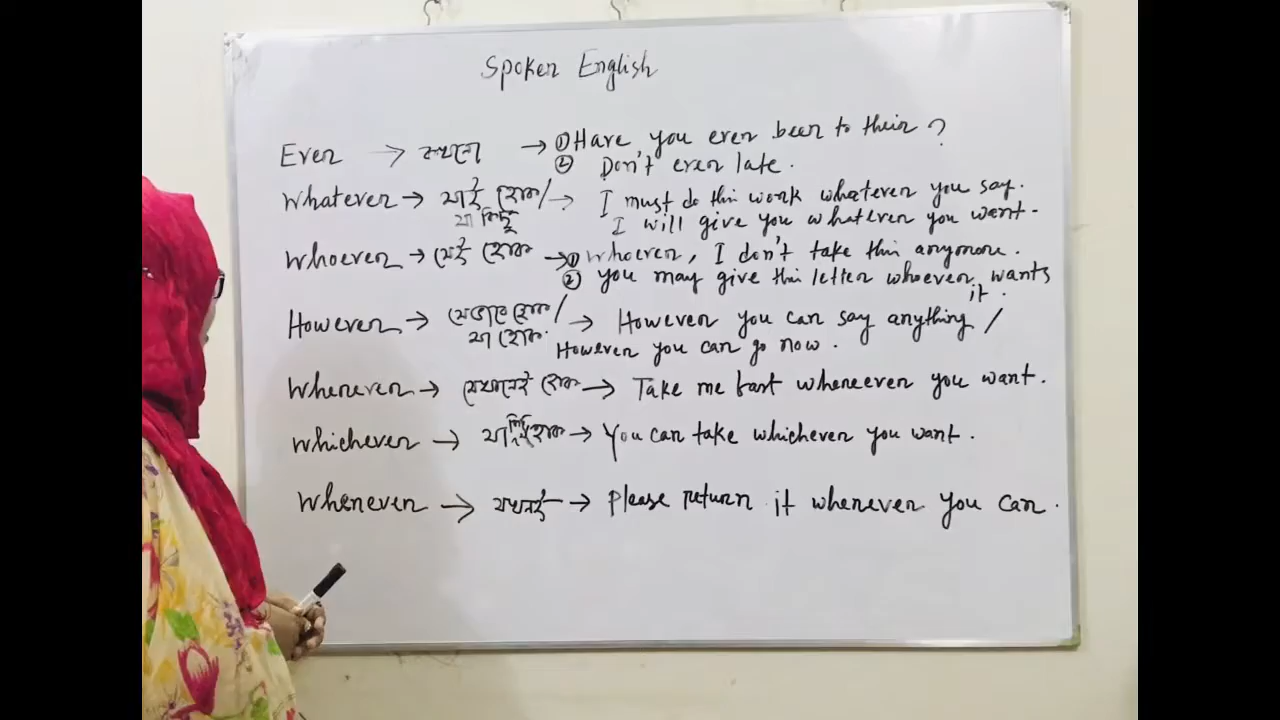 Spoken English
Ever → কখনো → ① Have you ever been to their ?
② Don't ever late.
Whatever → যাই হোক/ → I must do this work whatever you say.
যা কিছু I will give you whatever you want.
Whoever → যেই হোক → ① Whoever, I don't take this anymore.
② you may give this letter whoever wants
it.
However → যেভাবে হোক/ → However you can say anything /
যা হোক. However you can go now.
Whenever → যেখানেই হোক → Take me fast wheneever you want.
Whichever → যা কিছু হোক → You can take whichever you want.
Whenever → যখনই → Please return it whenever you can.